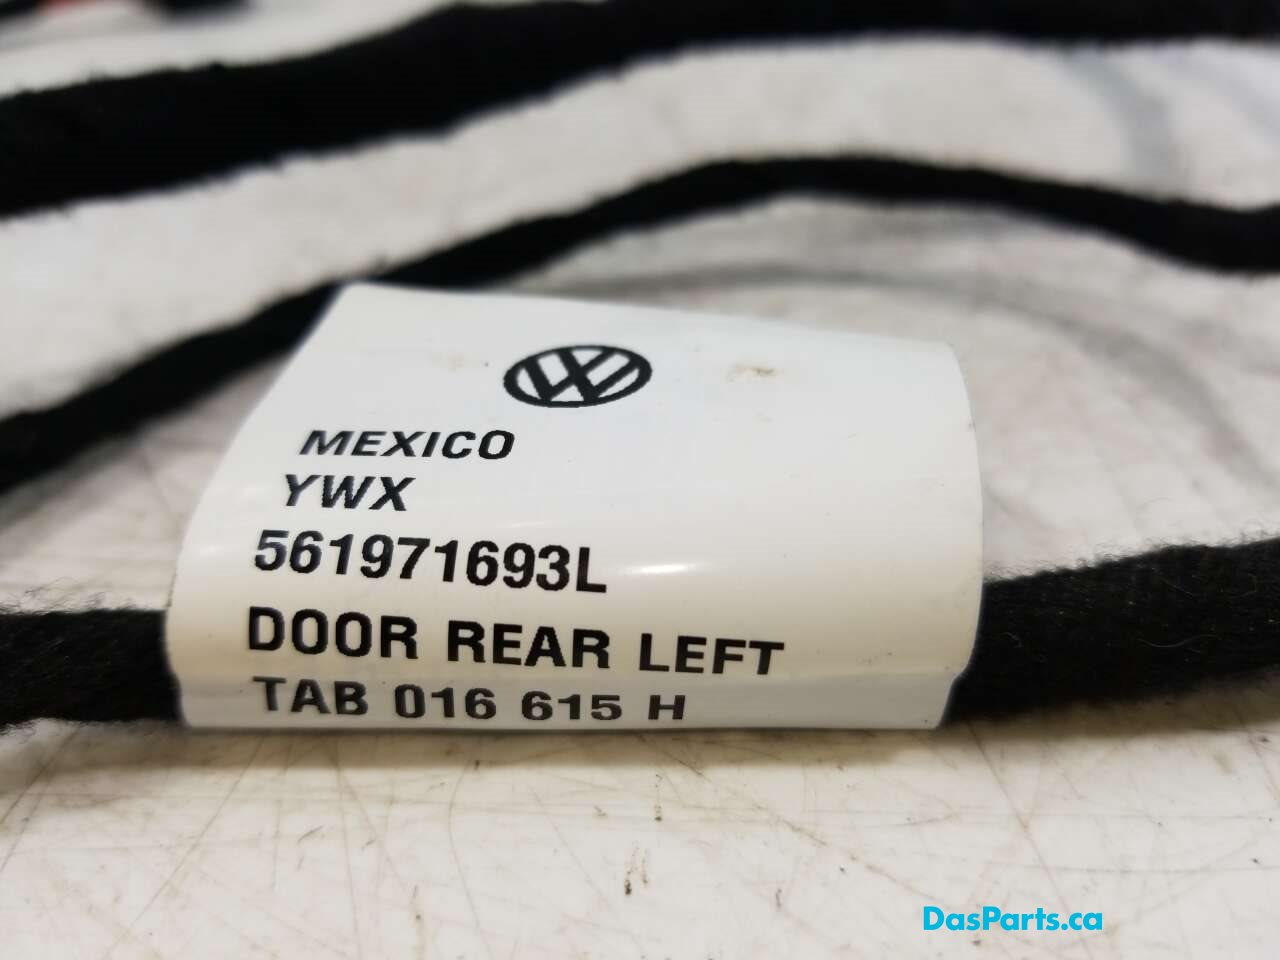 MEXICO
YWX
561971693L
DOOR REAR LEFT
TAB 016 615 H
DasParts.ca